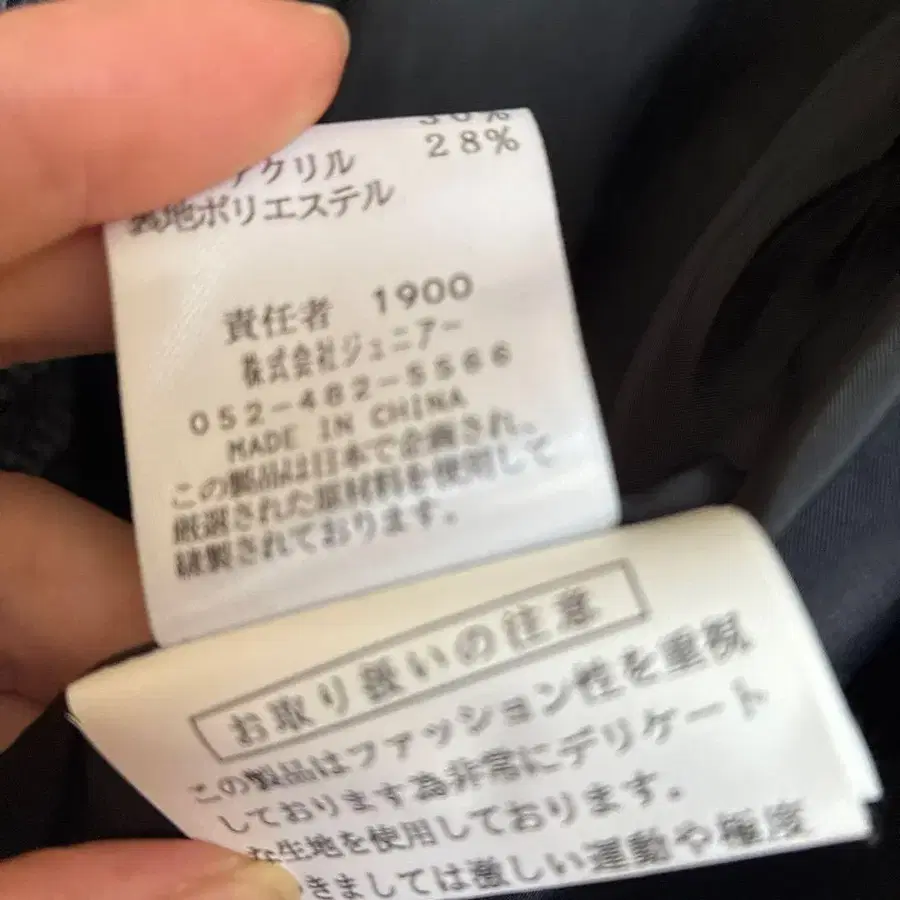 30%
28%
アクリル
裏地ポリエステル
責任者 1900
株式会社ジュニアー
052-482-5566
MADE IN CHINA
この製品は日本で企画され、
厳選された原材料を使用して
縫製されております。
お取り扱いの注意
この製品はファッション性を重視
しております為非常にデリケート
な生地を使用しております。
きましては激しい運動や極度